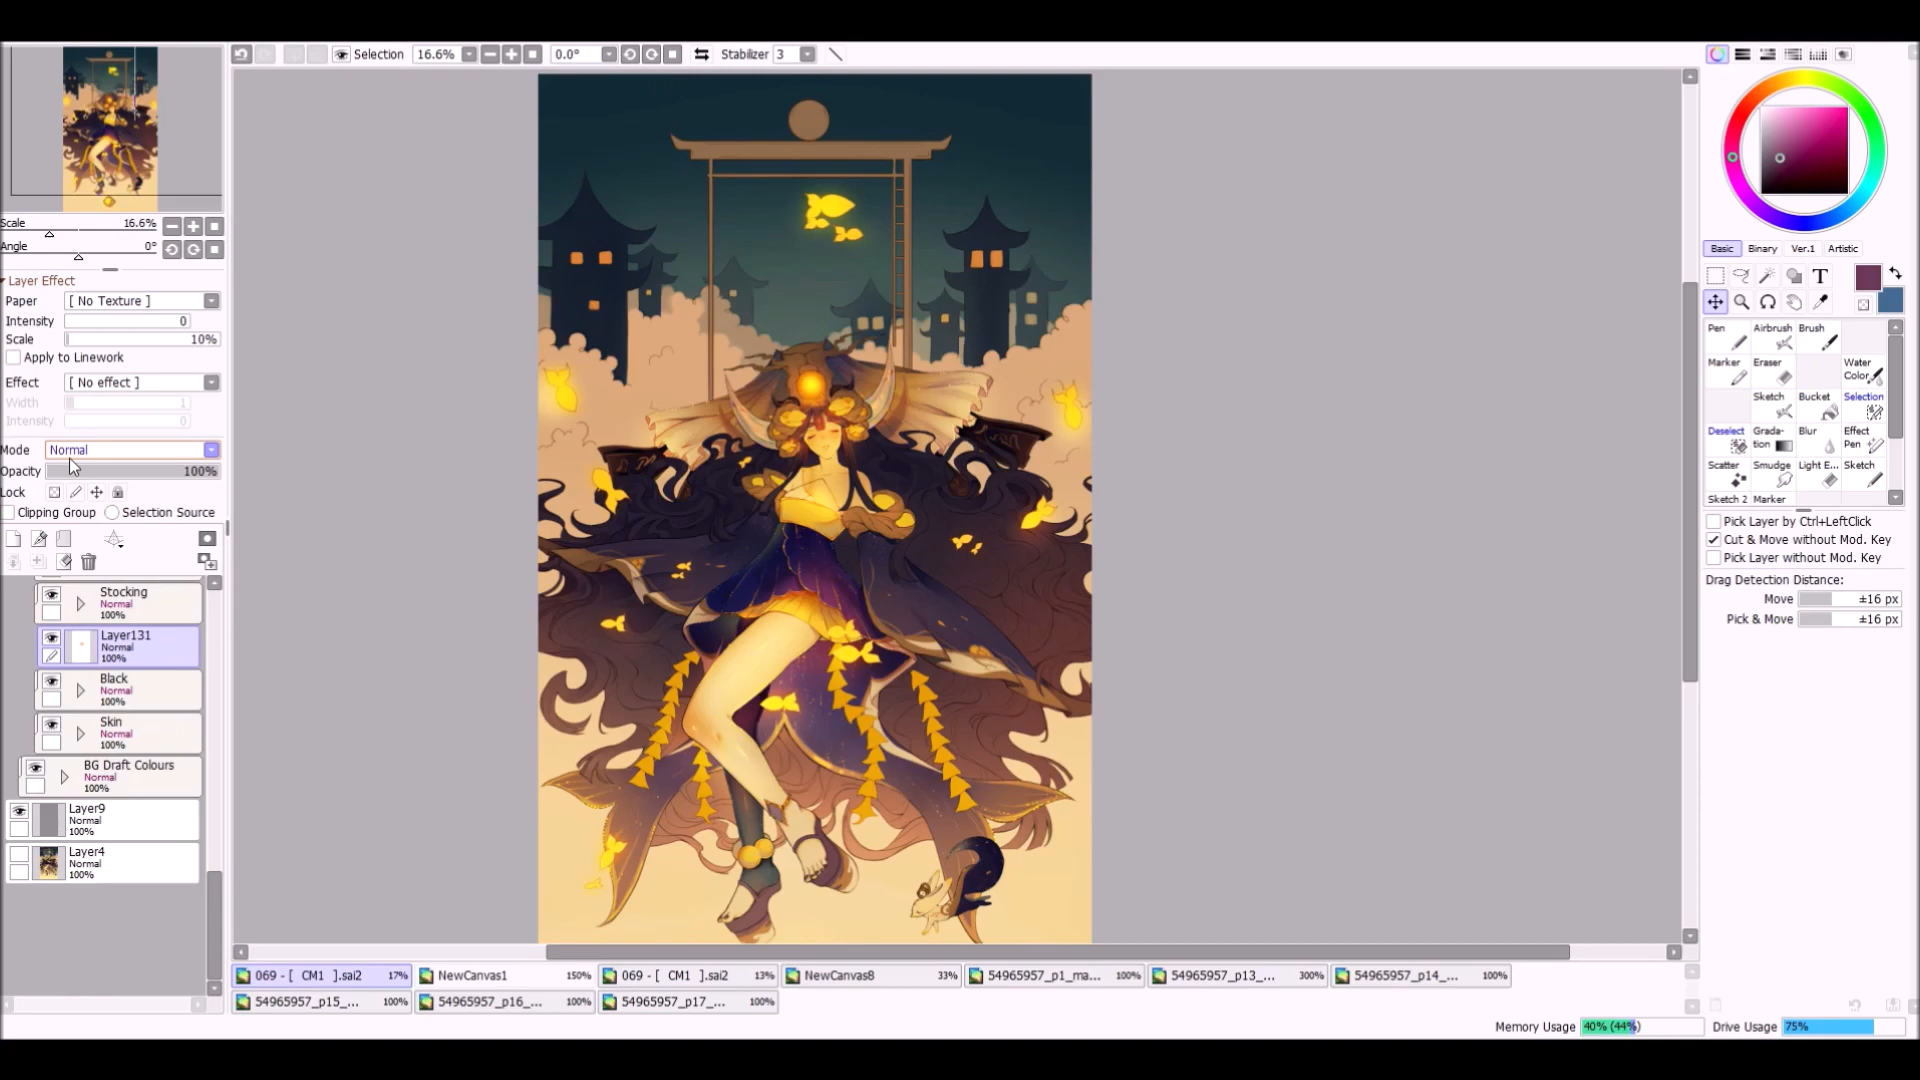 Selection 16.6% 0.0° Stabilizer 3
Scale 16.6%
Angle 0°
Layer Effect
Paper [ No Texture ]
Intensity 0
Scale 10%
Apply to Linework
Effect [ No effect ]
Width 1
Intensity 0
Mode Normal
Opacity 100%
Lock
Clipping Group Selection Source
Stocking
Normal
100%
Layer131
Normal
100%
Black
Normal
100%
Skin
Normal
100%
BG Draft Colours
Normal
100%
Layer9
Normal
100%
Layer4
Normal
100%
Basic Binary Ver.1 Artistic
T
Pen Airbrush Brush
Marker Eraser Water
Color
Sketch Bucket Selection
Deselect Grada-
tion Blur Effect
Pen
Scatter Smudge Light E... Sketch
Sketch 2 Marker
Pick Layer by Ctrl+LeftClick
Cut & Move without Mod. Key
Pick Layer without Mod. Key
Drag Detection Distance:
Move ±16 px
Pick & Move ±16 px
069 - [ CM1 ].sai2 17% NewCanvas1 150% 069 - [ CM1 ].sai2 13% NewCanvas8 33% 54965957_p1_ma... 100% 54965957_p13_... 300% 54965957_p14_... 100%
54965957_p15_... 100% 54965957_p16_... 100% 54965957_p17_... 100%
Memory Usage 40% (44%) Drive Usage 75%